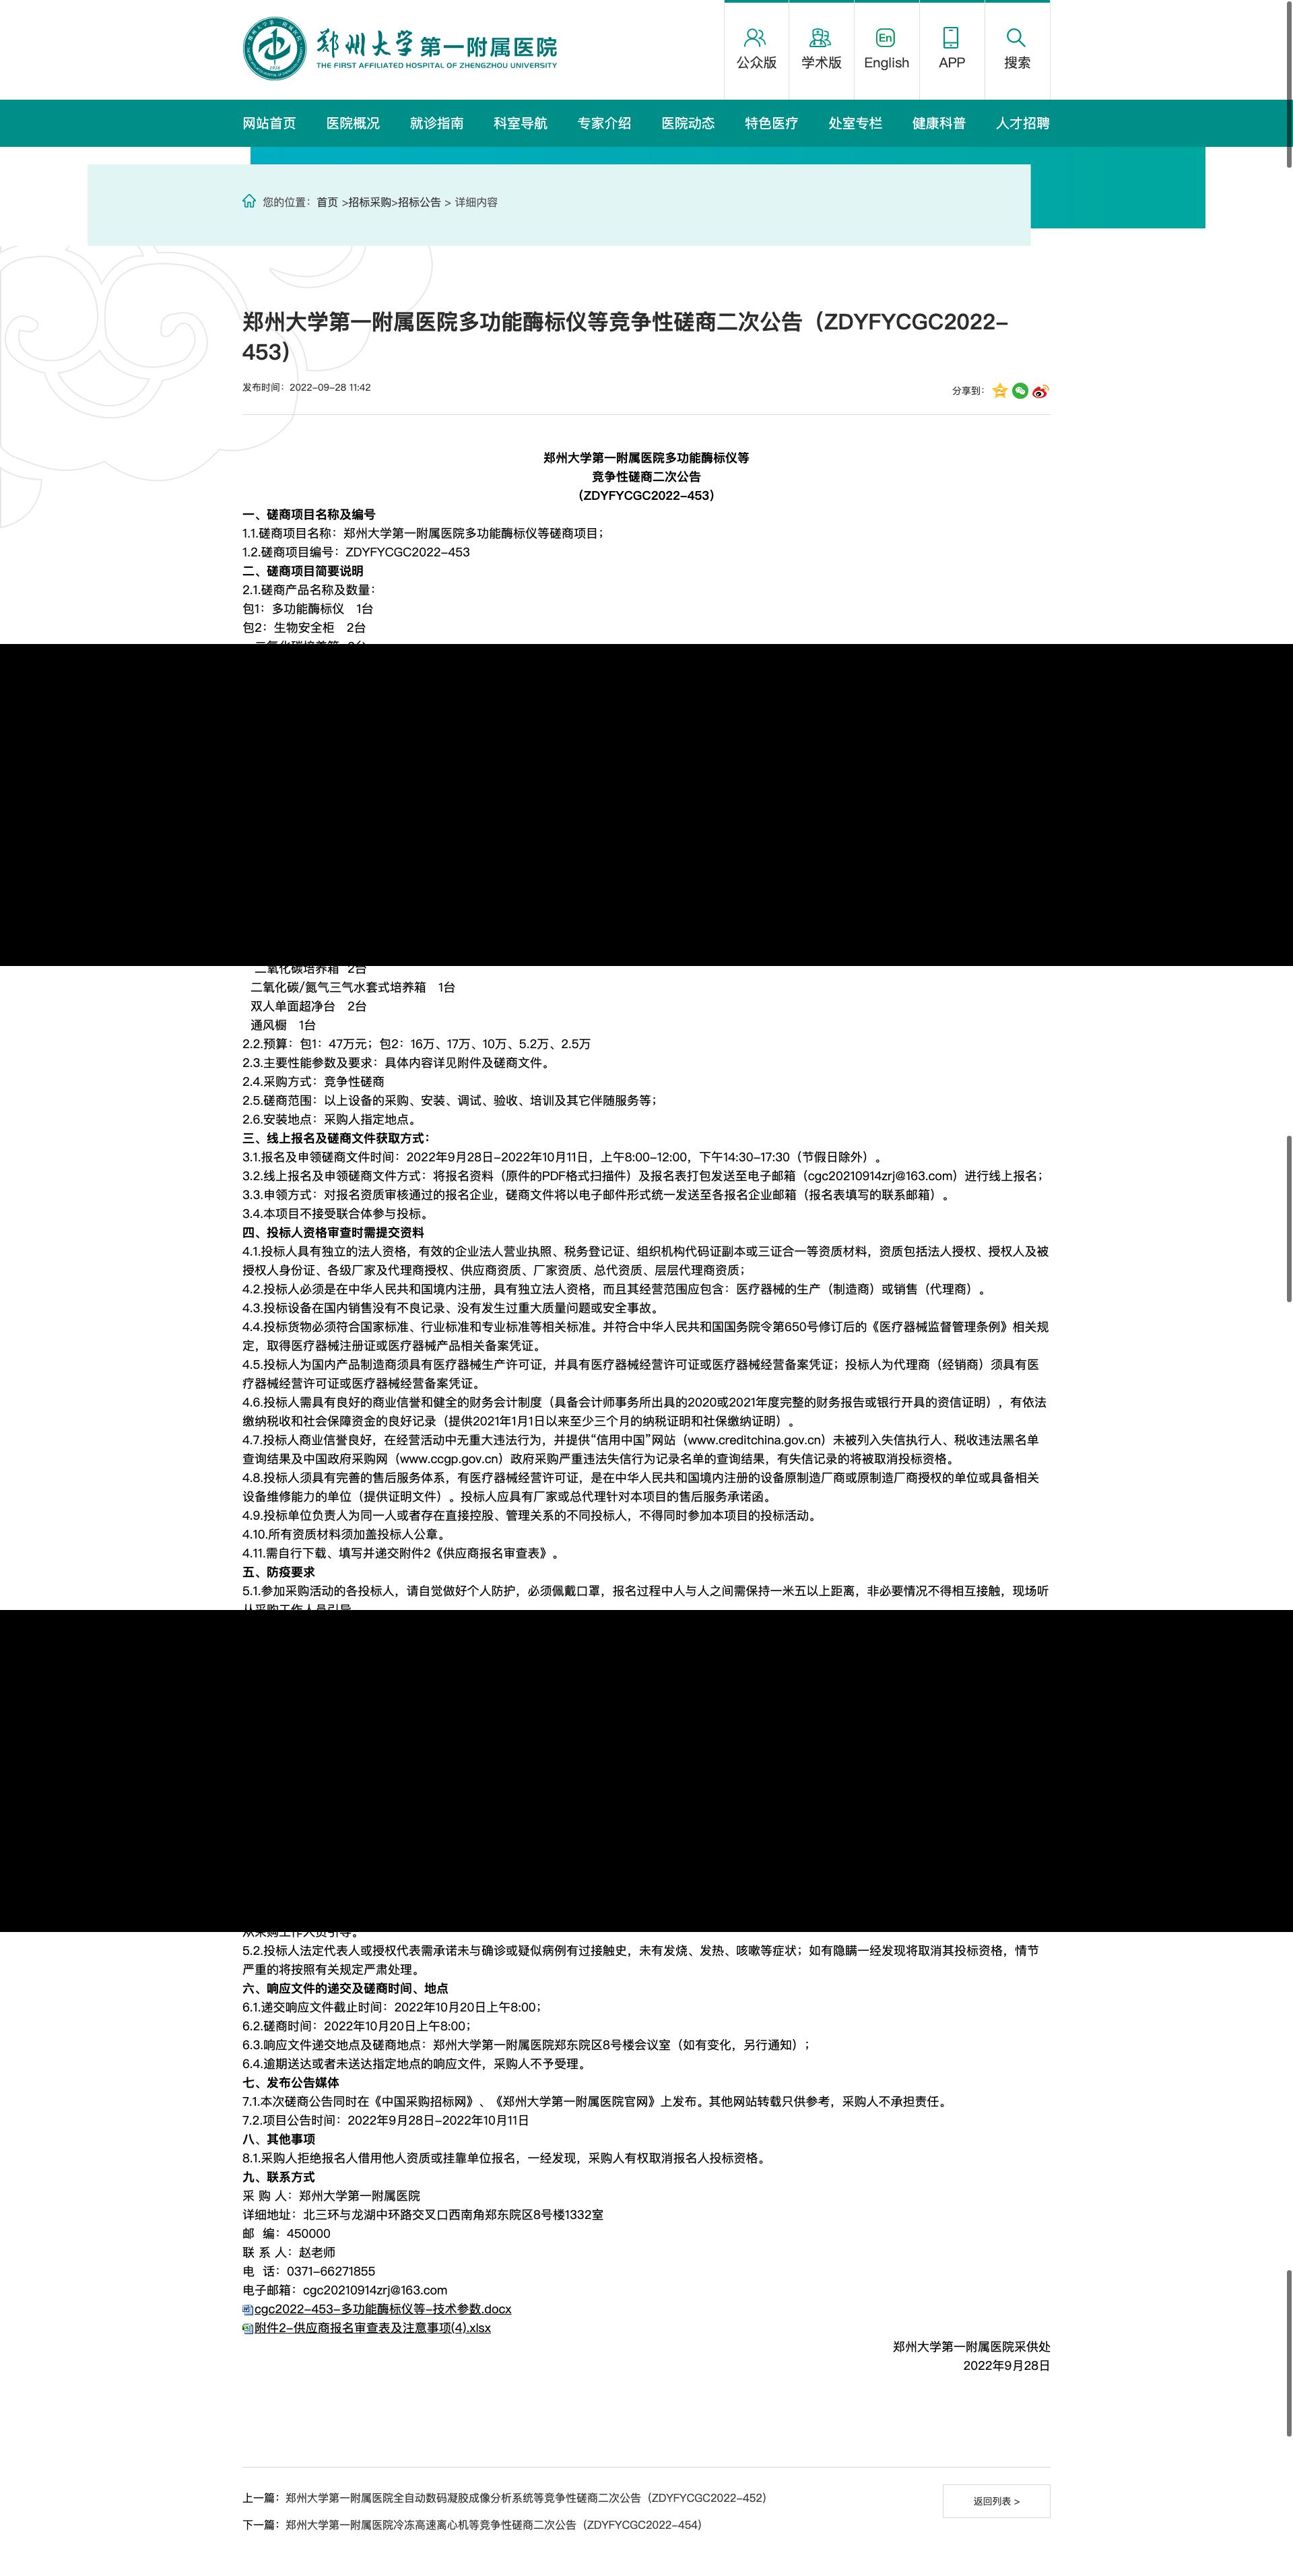 郑州大学第一附属医院
THE FIRST AFFILIATED HOSPITAL OF ZHENGZHOU UNIVERSITY
公众版
学术版
En
English
APP
搜索
网站首页 医院概况 就诊指南 科室导航 专家介绍 医院动态 特色医疗 处室专栏 健康科普 人才招聘
您的位置：首页 >招标采购>招标公告 > 详细内容
郑州大学第一附属医院多功能酶标仪等竞争性磋商二次公告（ZDYFYCGC2022-
453）
发布时间：2022-09-28 11:42
分享到：
郑州大学第一附属医院多功能酶标仪等
竞争性磋商二次公告
（ZDYFYCGC2022-453）
一、磋商项目名称及编号
1.1.磋商项目名称：郑州大学第一附属医院多功能酶标仪等磋商项目；
1.2.磋商项目编号：ZDYFYCGC2022-453
二、磋商项目简要说明
2.1.磋商产品名称及数量：
包1：多功能酶标仪 1台
包2：生物安全柜 2台
二氧化碳培养箱 2台
二氧化碳/氮气三气水套式培养箱 1台
双人单面超净台 2台
通风橱 1台
2.2.预算：包1：47万元；包2：16万、17万、10万、5.2万、2.5万
2.3.主要性能参数及要求：具体内容详见附件及磋商文件。
2.4.采购方式：竞争性磋商
2.5.磋商范围：以上设备的采购、安装、调试、验收、培训及其它伴随服务等；
2.6.安装地点：采购人指定地点。
三、线上报名及磋商文件获取方式：
3.1.报名及申领磋商文件时间：2022年9月28日-2022年10月11日，上午8:00-12:00，下午14:30-17:30（节假日除外）。
3.2.线上报名及申领磋商文件方式：将报名资料（原件的PDF格式扫描件）及报名表打包发送至电子邮箱（cgc20210914zrj@163.com）进行线上报名；
3.3.申领方式：对报名资质审核通过的报名企业，磋商文件将以电子邮件形式统一发送至各报名企业邮箱（报名表填写的联系邮箱）。
3.4.本项目不接受联合体参与投标。
四、投标人资格审查时需提交资料
4.1.投标人具有独立的法人资格，有效的企业法人营业执照、税务登记证、组织机构代码证副本或三证合一等资质材料，资质包括法人授权、授权人及被
授权人身份证、各级厂家及代理商授权、供应商资质、厂家资质、总代资质、层层代理商资质；
4.2.投标人必须是在中华人民共和国境内注册，具有独立法人资格，而且其经营范围应包含：医疗器械的生产（制造商）或销售（代理商）。
4.3.投标设备在国内销售没有不良记录、没有发生过重大质量问题或安全事故。
4.4.投标货物必须符合国家标准、行业标准和专业标准等相关标准。并符合中华人民共和国国务院令第650号修订后的《医疗器械监督管理条例》相关规
定，取得医疗器械注册证或医疗器械产品相关备案凭证。
4.5.投标人为国内产品制造商须具有医疗器械生产许可证，并具有医疗器械经营许可证或医疗器械经营备案凭证；投标人为代理商（经销商）须具有医
疗器械经营许可证或医疗器械经营备案凭证。
4.6.投标人需具有良好的商业信誉和健全的财务会计制度（具备会计师事务所出具的2020或2021年度完整的财务报告或银行开具的资信证明），有依法
缴纳税收和社会保障资金的良好记录（提供2021年1月1日以来至少三个月的纳税证明和社保缴纳证明）。
4.7.投标人商业信誉良好，在经营活动中无重大违法行为，并提供“信用中国”网站（www.creditchina.gov.cn）未被列入失信执行人、税收违法黑名单
查询结果及中国政府采购网（www.ccgp.gov.cn）政府采购严重违法失信行为记录名单的查询结果，有失信记录的将被取消投标资格。
4.8.投标人须具有完善的售后服务体系，有医疗器械经营许可证，是在中华人民共和国境内注册的设备原制造厂商或原制造厂商授权的单位或具备相关
设备维修能力的单位（提供证明文件）。投标人应具有厂家或总代理针对本项目的售后服务承诺函。
4.9.投标单位负责人为同一人或者存在直接控股、管理关系的不同投标人，不得同时参加本项目的投标活动。
4.10.所有资质材料须加盖投标人公章。
4.11.需自行下载、填写并递交附件2《供应商报名审查表》。
五、防疫要求
5.1.参加采购活动的各投标人，请自觉做好个人防护，必须佩戴口罩，报名过程中人与人之间需保持一米五以上距离，非必要情况不得相互接触，现场听
从采购工作人员引导。
5.2.投标人法定代表人或授权代表需承诺未与确诊或疑似病例有过接触史，未有发烧、发热、咳嗽等症状；如有隐瞒一经发现将取消其投标资格，情节
严重的将按照有关规定严肃处理。
六、响应文件的递交及磋商时间、地点
6.1.递交响应文件截止时间：2022年10月20日上午8:00；
6.2.磋商时间：2022年10月20日上午8:00；
6.3.响应文件递交地点及磋商地点：郑州大学第一附属医院郑东院区8号楼会议室（如有变化，另行通知）；
6.4.逾期送达或者未送达指定地点的响应文件，采购人不予受理。
七、发布公告媒体
7.1.本次磋商公告同时在《中国采购招标网》、《郑州大学第一附属医院官网》上发布。其他网站转载只供参考，采购人不承担责任。
7.2.项目公告时间：2022年9月28日-2022年10月11日
八、其他事项
8.1.采购人拒绝报名人借用他人资质或挂靠单位报名，一经发现，采购人有权取消报名人投标资格。
九、联系方式
采 购 人：郑州大学第一附属医院
详细地址：北三环与龙湖中环路交叉口西南角郑东院区8号楼1332室
邮 编：450000
联 系 人：赵老师
电 话：0371-66271855
电子邮箱：cgc20210914zrj@163.com
cgc2022-453-多功能酶标仪等-技术参数.docx
附件2-供应商报名审查表及注意事项(4).xlsx
郑州大学第一附属医院采供处
2022年9月28日
上一篇：郑州大学第一附属医院全自动数码凝胶成像分析系统等竞争性磋商二次公告（ZDYFYCGC2022-452）
返回列表 >
下一篇：郑州大学第一附属医院冷冻高速离心机等竞争性磋商二次公告（ZDYFYCGC2022-454）